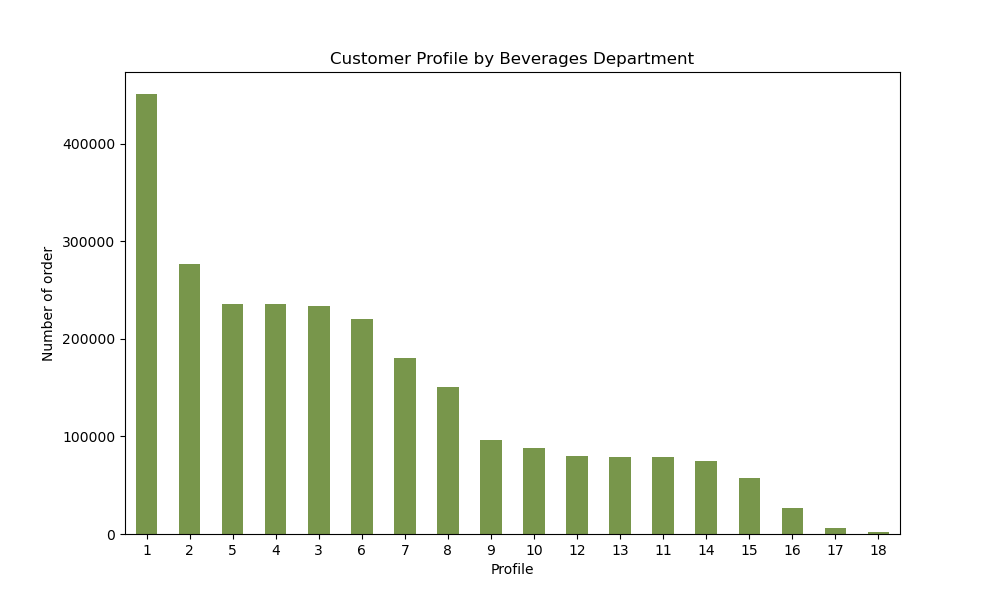 Customer Profile by Beverages Department
Number of order
400000
300000
200000
100000
0
1 2 5 4 3 6 7 8 9 10 12 13 11 14 15 16 17 18
Profile